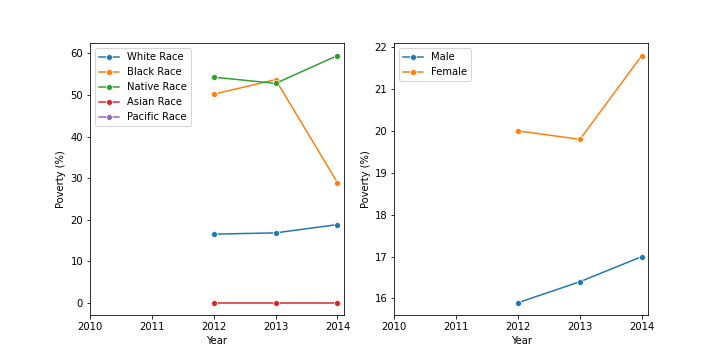 White Race
Black Race
Native Race
Asian Race
Pacific Race
60
50
40
30
20
10
0
Poverty (%)
2010 2011 2012 2013 2014
Year
Male
Female
22
21
20
19
18
17
16
Poverty (%)
2010 2011 2012 2013 2014
Year